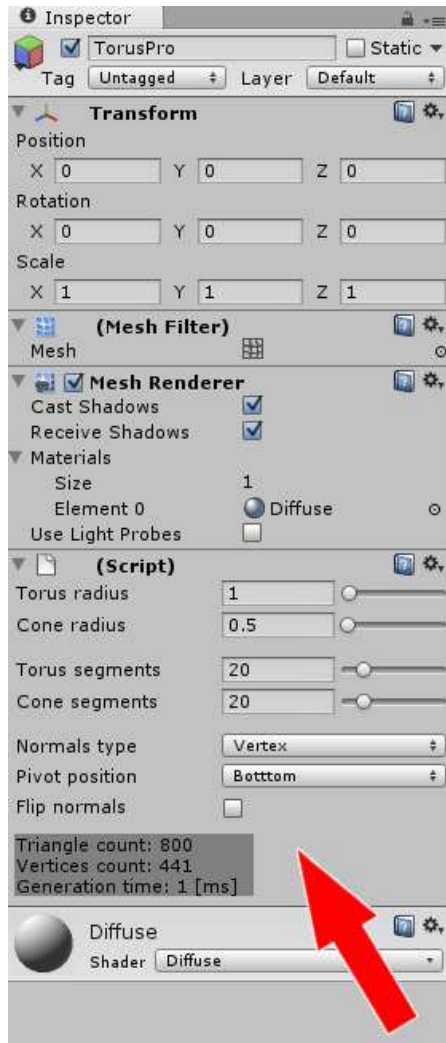 Inspector
TorusPro Static
Tag Untagged Layer Default
Transform
Position
X 0 Y 0 Z 0
Rotation
X 0 Y 0 Z 0
Scale
X 1 Y 1 Z 1
(Mesh Filter)
Mesh
Mesh Renderer
Cast Shadows
Receive Shadows
Materials
Size 1
Element 0 Diffuse
Use Light Probes
(Script)
Torus radius 1
Cone radius 0.5
Torus segments 20
Cone segments 20
Normals type Vertex
Pivot position Botttom
Flip normals
Triangle count: 800
Vertices count: 441
Generation time: 1 [ms]
Diffuse
Shader Diffuse